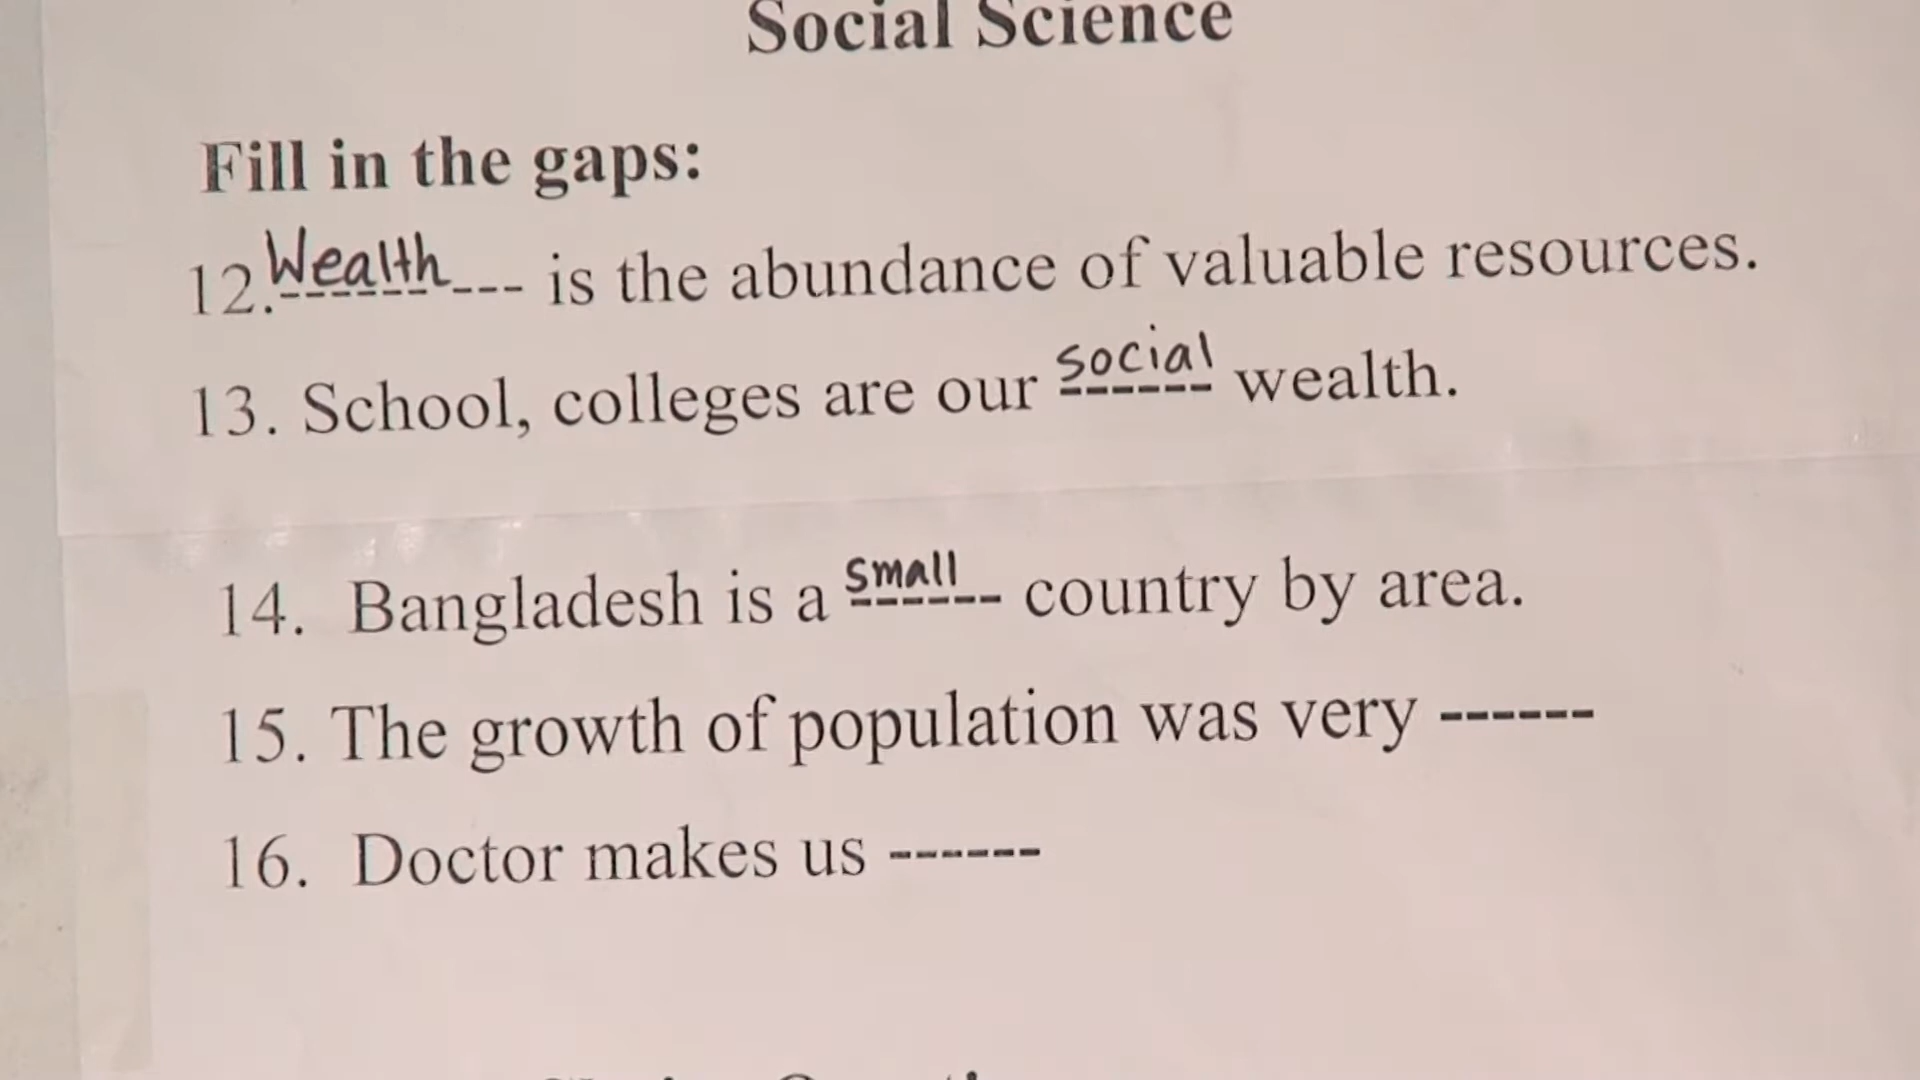 Social Science
Fill in the gaps:
12. Wealth --- is the abundance of valuable resources.
13. School, colleges are our social wealth.
14. Bangladesh is a small country by area.
15. The growth of population was very ------
16. Doctor makes us ------